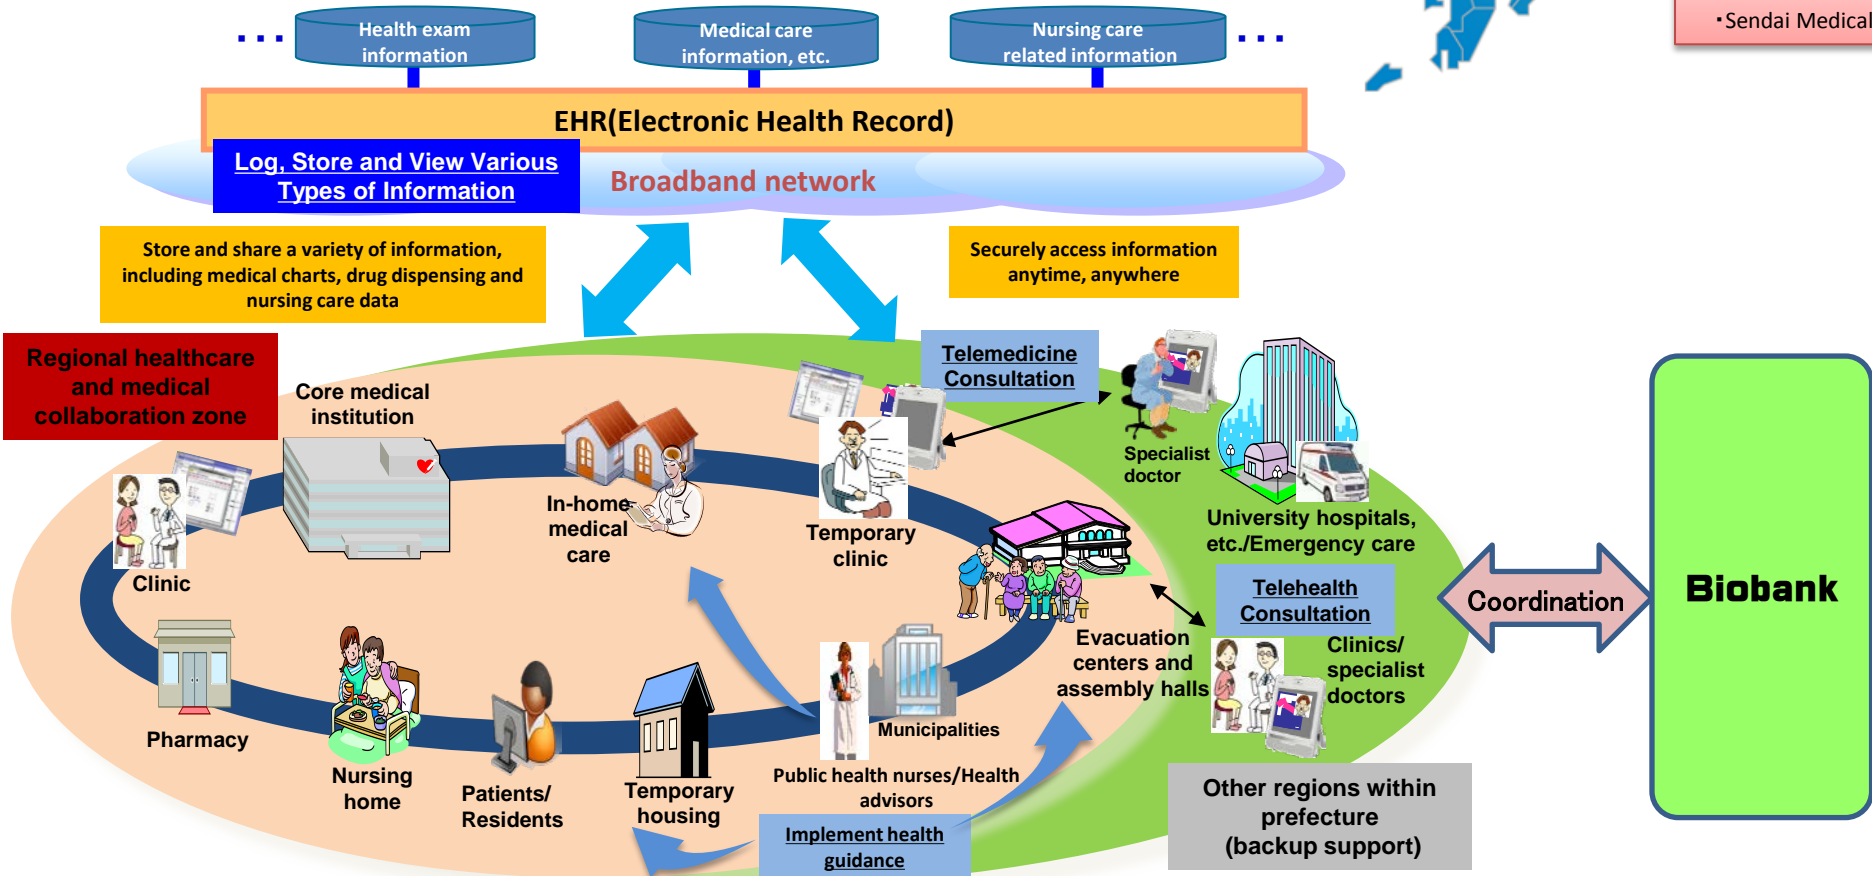 Health exam
information
Medical care
information, etc.
Nursing care
related information
・Sendai Medical
EHR(Electronic Health Record)
Log, Store and View Various
Types of Information
Broadband network
Store and share a variety of information,
including medical charts, drug dispensing and
nursing care data
Securely access information
anytime, anywhere
Regional healthcare
and medical
collaboration zone
Core medical
institution
Telemedicine
Consultation
Specialist
doctor
In-home
medical
care
Temporary
clinic
University hospitals,
etc./Emergency care
Clinic
Telehealth
Consultation
Coordination
Biobank
Evacuation
centers and
assembly halls
Clinics/
specialist
doctors
Pharmacy
Nursing
home
Patients/
Residents
Temporary
housing
Municipalities
Public health nurses/Health
advisors
Implement health
guidance
Other regions within
prefecture
(backup support)